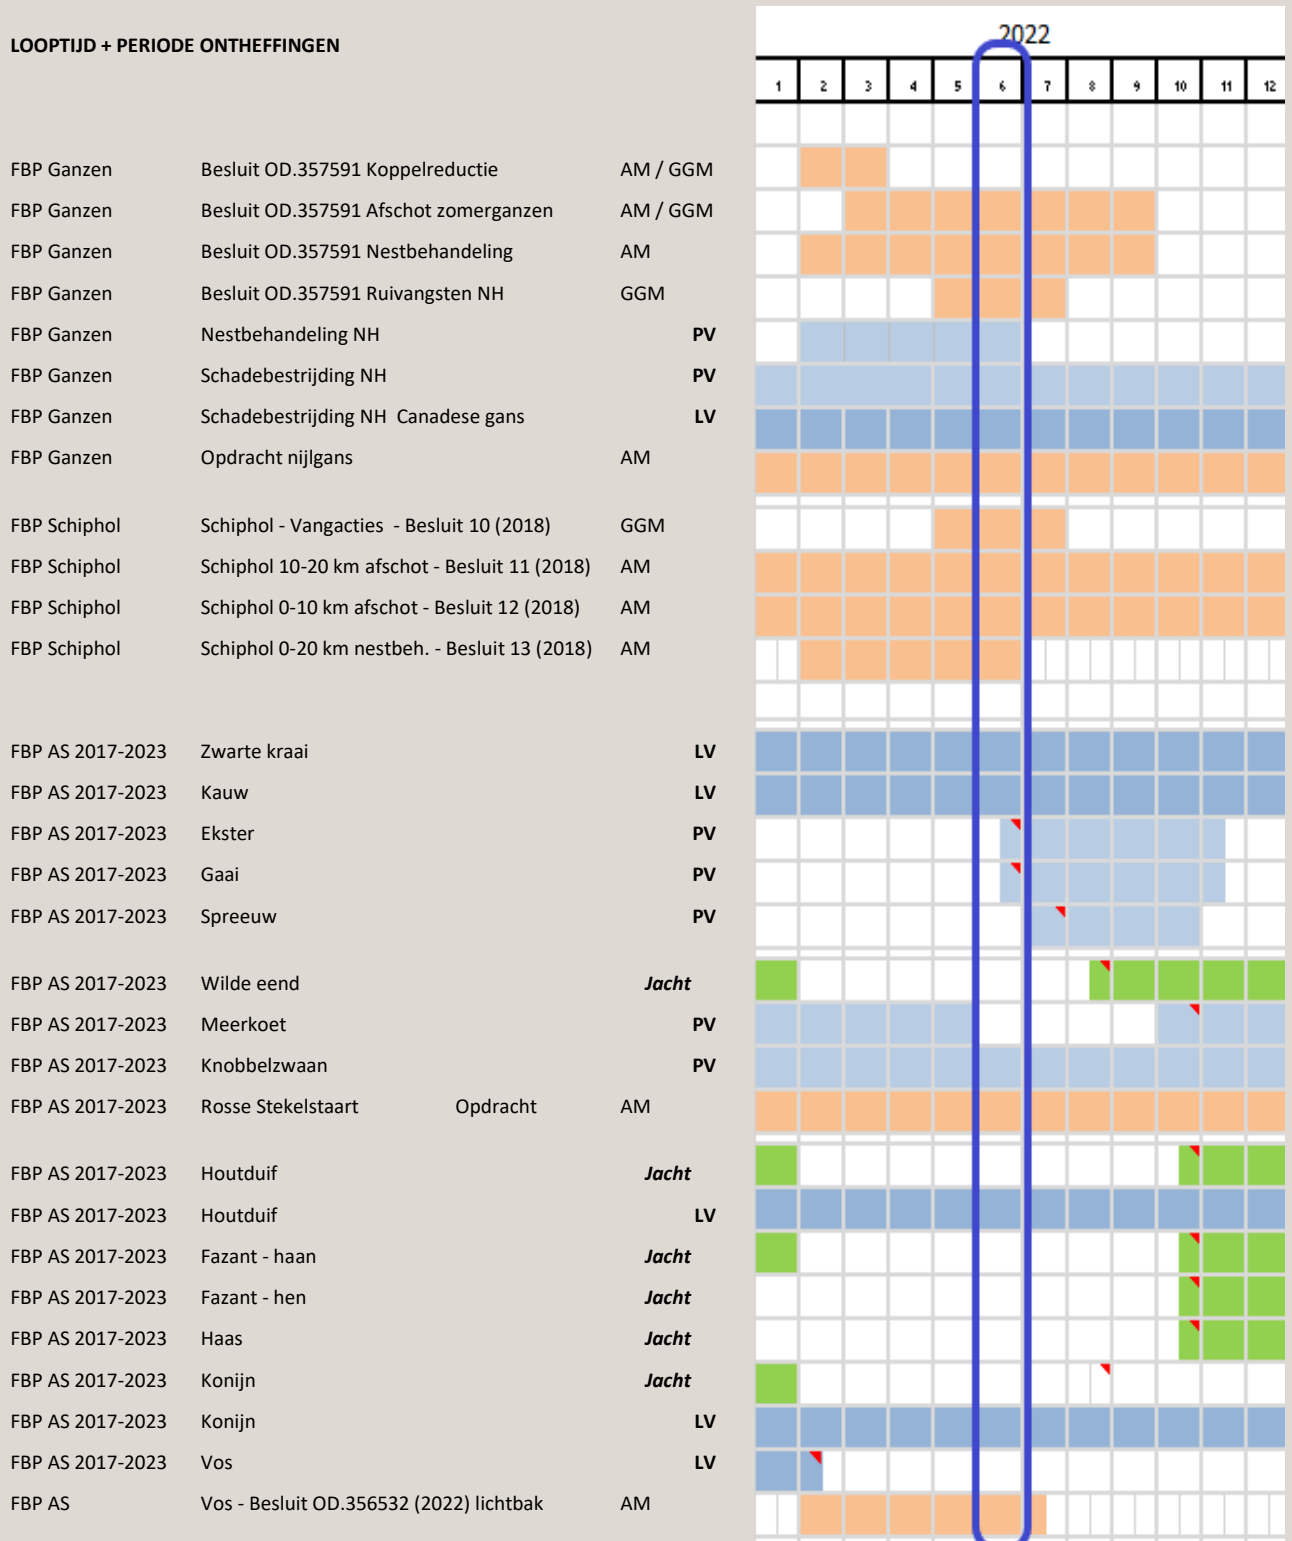 2022
LOOPTIJD + PERIODE ONTHEFFINGEN
1 2 3 4 5 6 7 8 9 10 11 12
FBP Ganzen Besluit OD.357591 Koppelreductie AM / GGM
FBP Ganzen Besluit OD.357591 Afschot zomerganzen AM / GGM
FBP Ganzen Besluit OD.357591 Nestbehandeling AM
FBP Ganzen Besluit OD.357591 Ruivangsten NH GGM
FBP Ganzen Nestbehandeling NH PV
FBP Ganzen Schadebestrijding NH PV
FBP Ganzen Schadebestrijding NH Canadese gans LV
FBP Ganzen Opdracht nijlgans AM
FBP Schiphol Schiphol - Vangacties - Besluit 10 (2018) GGM
FBP Schiphol Schiphol 10-20 km afschot - Besluit 11 (2018) AM
FBP Schiphol Schiphol 0-10 km afschot - Besluit 12 (2018) AM
FBP Schiphol Schiphol 0-20 km nestbeh. - Besluit 13 (2018) AM
FBP AS 2017-2023 Zwarte kraai LV
FBP AS 2017-2023 Kauw LV
FBP AS 2017-2023 Ekster PV
FBP AS 2017-2023 Gaai PV
FBP AS 2017-2023 Spreeuw PV
FBP AS 2017-2023 Wilde eend Jacht
FBP AS 2017-2023 Meerkoet PV
FBP AS 2017-2023 Knobbelzwaan PV
FBP AS 2017-2023 Rosse Stekelstaart Opdracht AM
FBP AS 2017-2023 Houtduif Jacht
FBP AS 2017-2023 Houtduif LV
FBP AS 2017-2023 Fazant - haan Jacht
FBP AS 2017-2023 Fazant - hen Jacht
FBP AS 2017-2023 Haas Jacht
FBP AS 2017-2023 Konijn Jacht
FBP AS 2017-2023 Konijn LV
FBP AS 2017-2023 Vos LV
FBP AS Vos - Besluit OD.356532 (2022) lichtbak AM